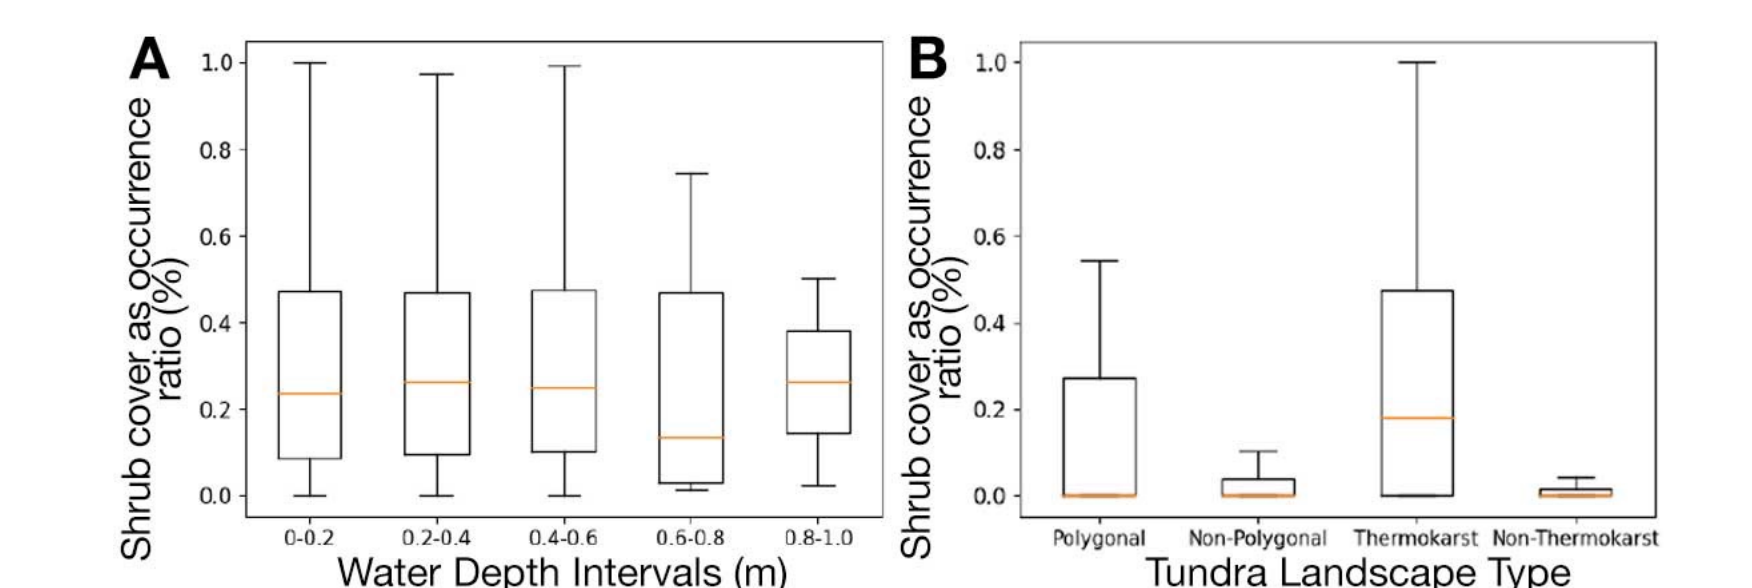 A
Shrub cover as occurrence
ratio (%)
1.0
0.8
0.6
0.4
0.2
0.0
0-0.2 0.2-0.4 0.4-0.6 0.6-0.8 0.8-1.0
Water Depth Intervals (m)
B
Shrub cover as occurrence
ratio (%)
1.0
0.8
0.6
0.4
0.2
0.0
Polygonal Non-Polygonal Thermokarst Non-Thermokarst
Tundra Landscape Type